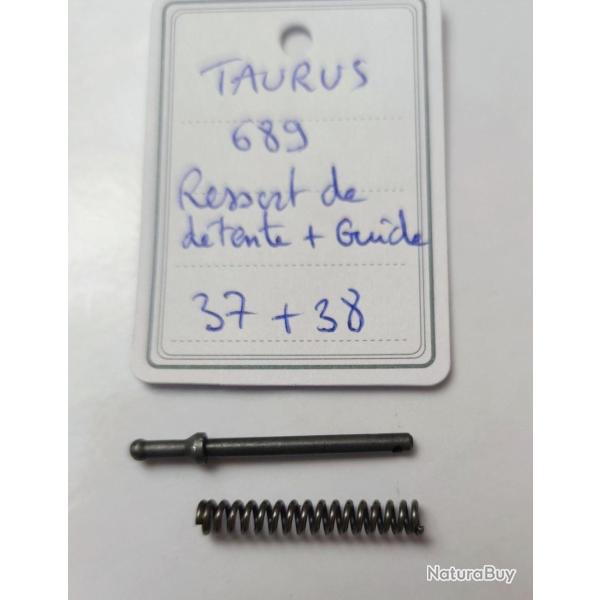 TAURUS
689
Ressort de
détente + Guide
37 + 38
NaturaBuy